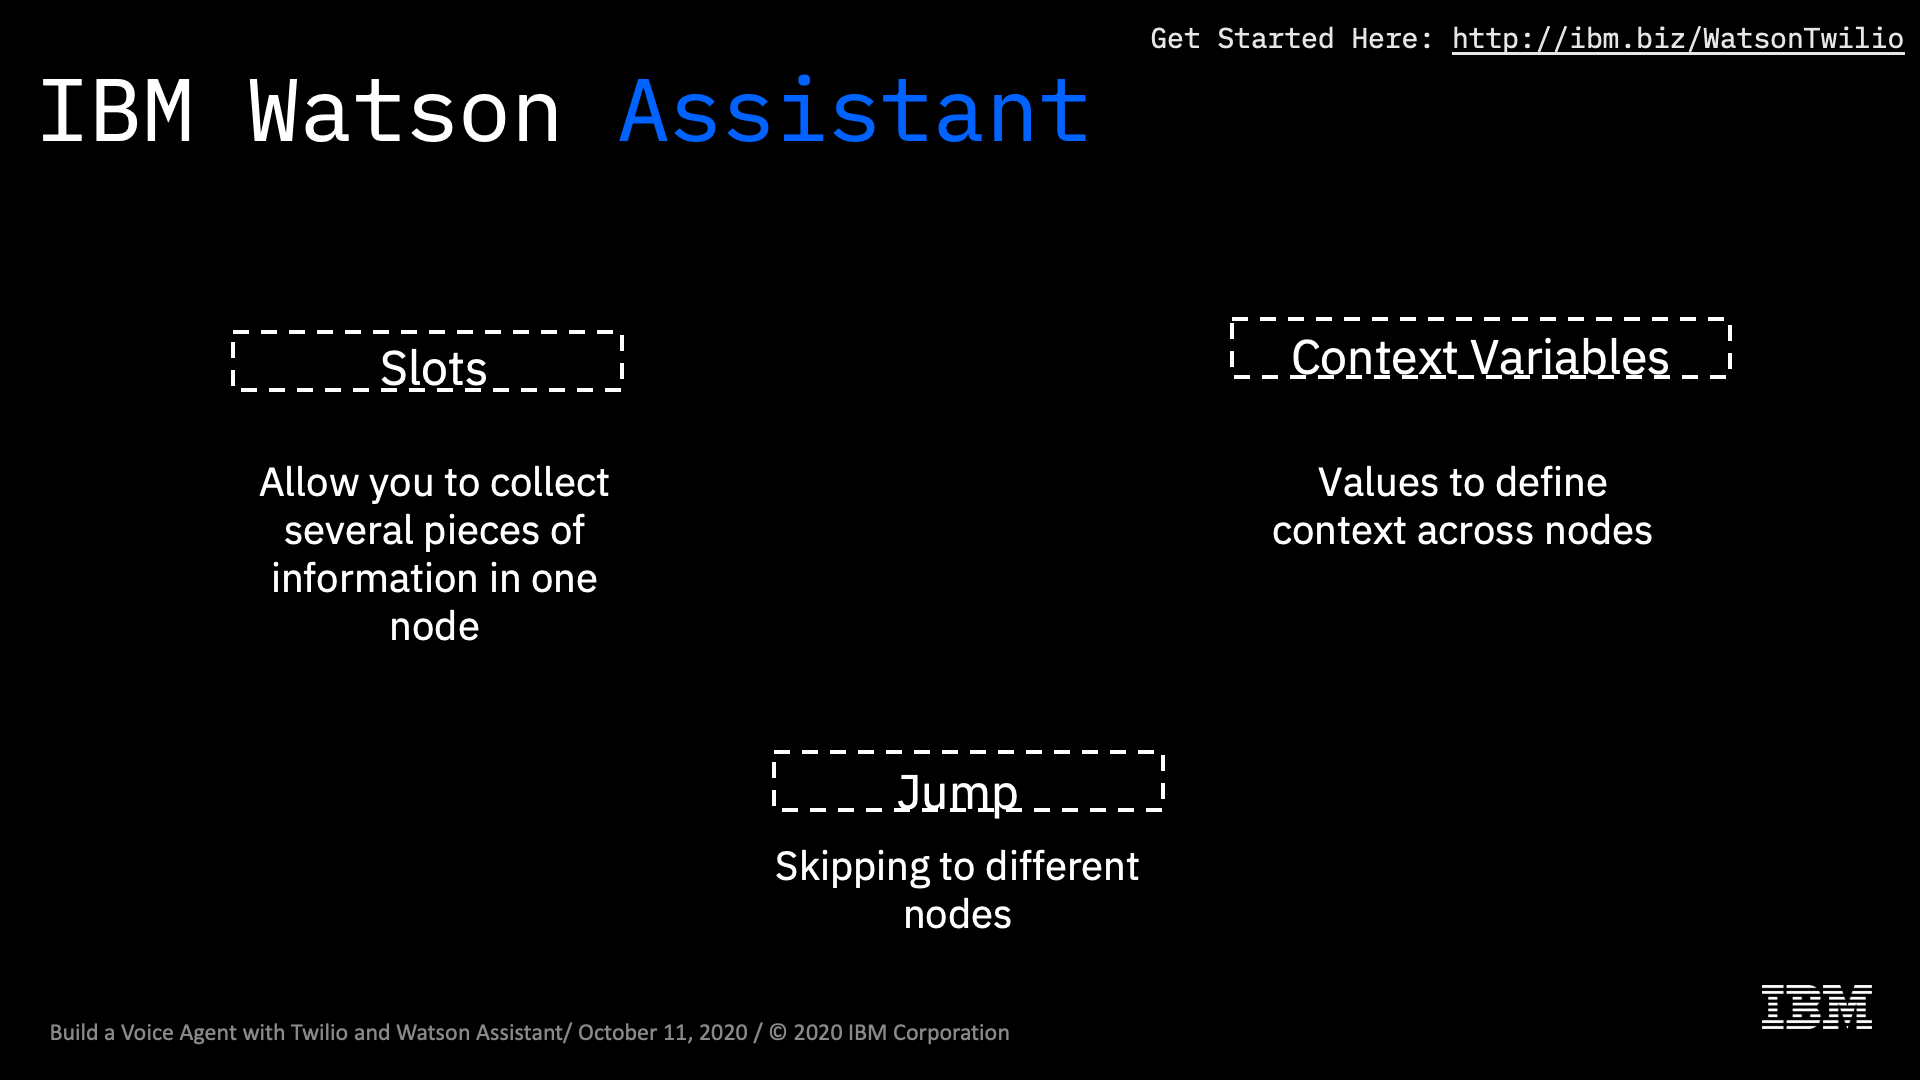 Get Started Here: http://ibm.biz/WatsonTwilio
IBM Watson Assistant
Slots
Allow you to collect
several pieces of
information in one
node
Context Variables
Values to define
context across nodes
Jump
Skipping to different
nodes
Build a Voice Agent with Twilio and Watson Assistant/ October 11, 2020 / © 2020 IBM Corporation
IBM